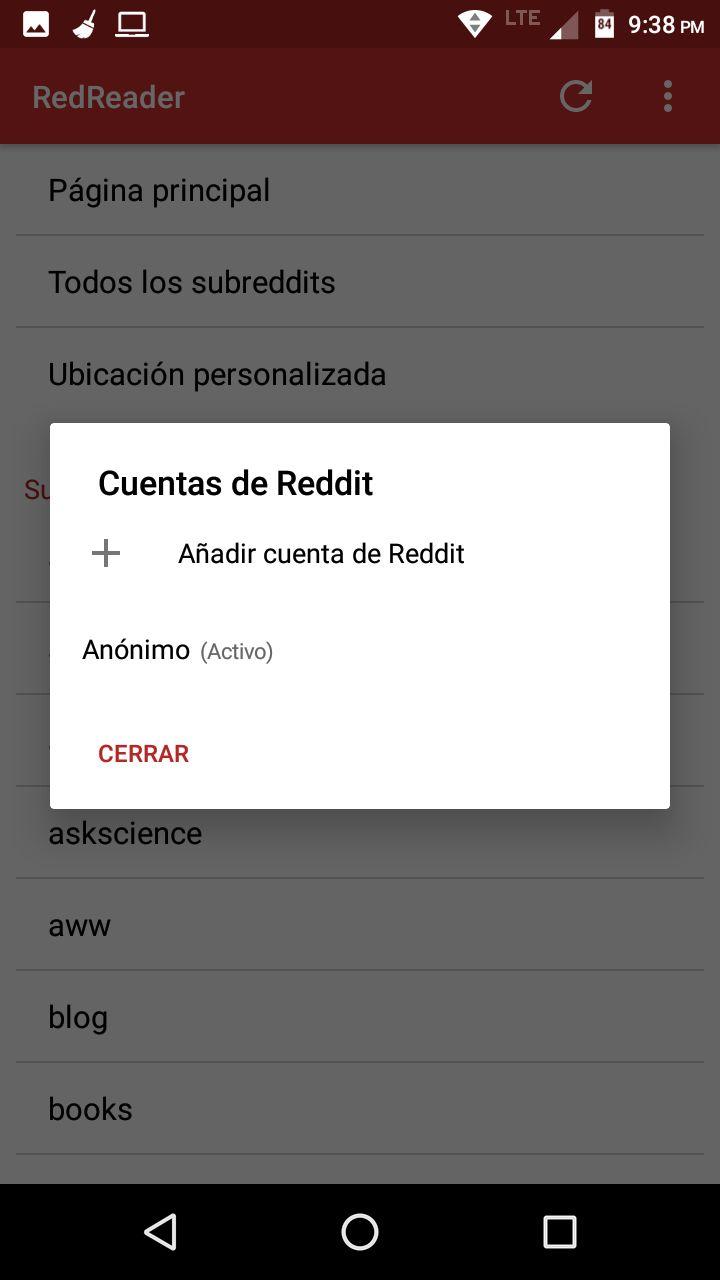 LTE 84 9:38 PM
RedReader
Página principal
Todos los subreddits
Ubicación personalizada
Cuentas de Reddit
Añadir cuenta de Reddit
Anónimo (Activo)
CERRAR
askscience
aww
blog
books